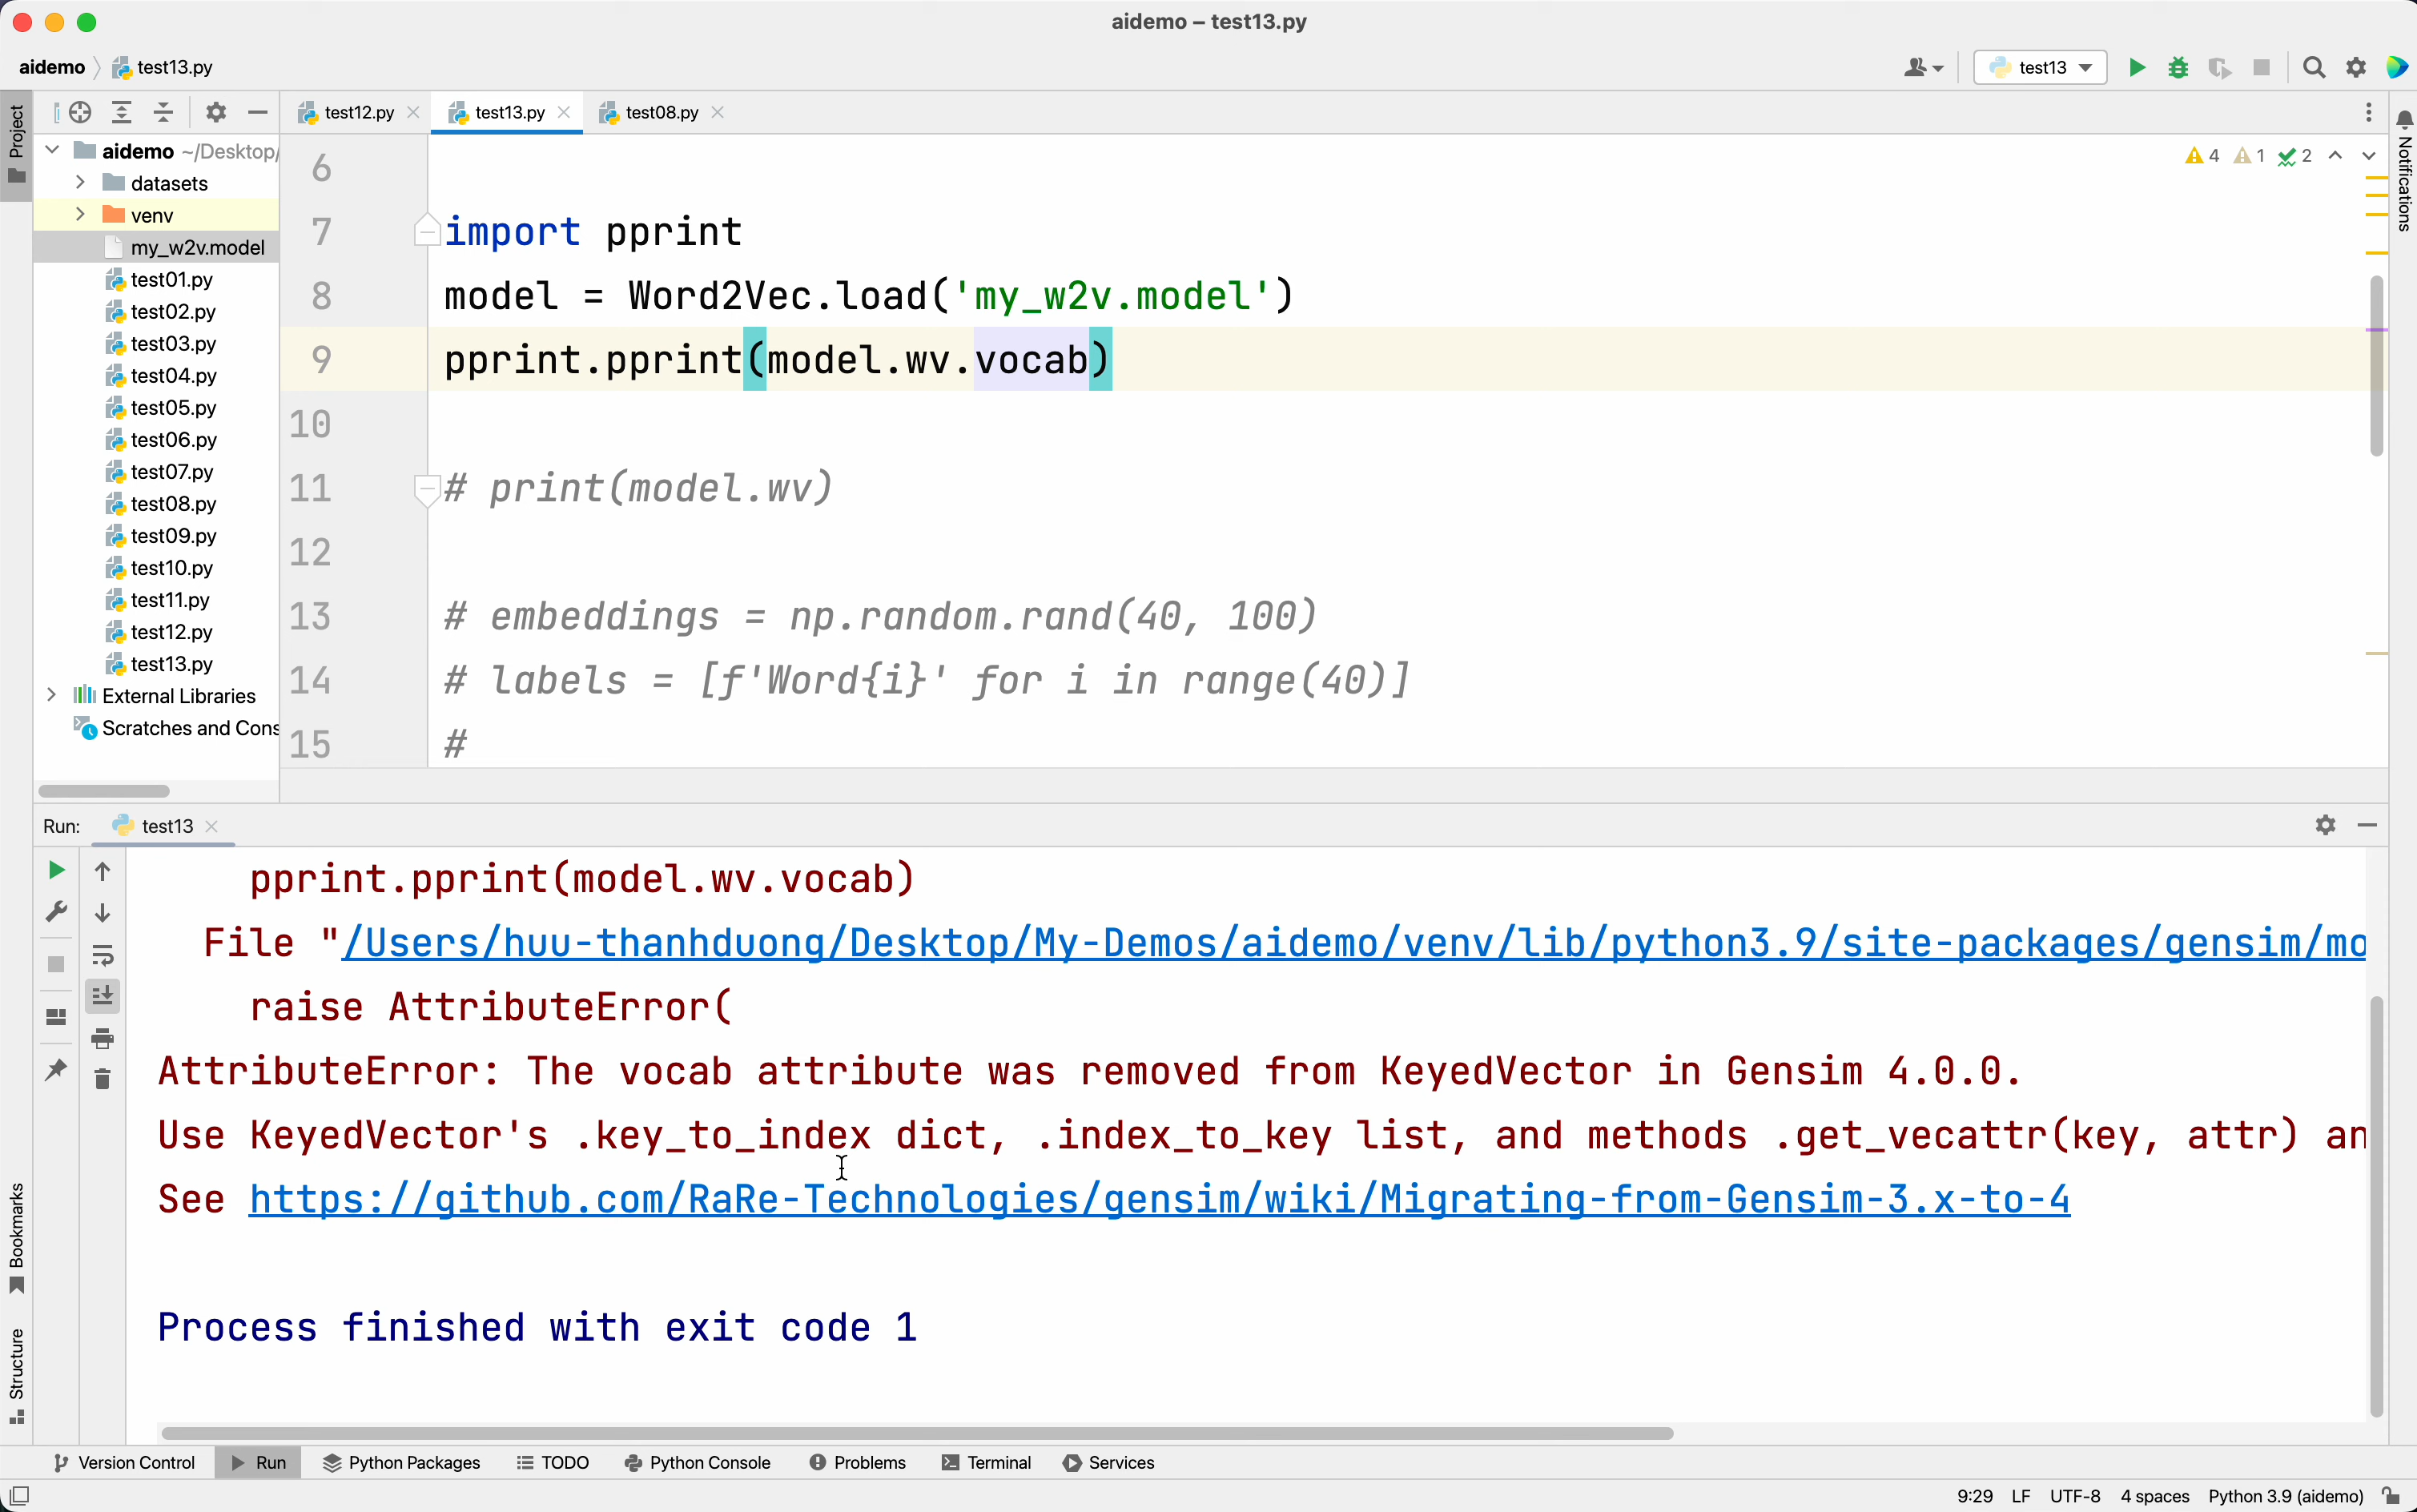 aidemo – test13.py
aidemo
test13.py
test13
Project
test12.py
test13.py
test08.py
Notifications
aidemo ~/Desktop/
datasets
venv
my_w2v.model
test01.py
test02.py
test03.py
test04.py
test05.py
test06.py
test07.py
test08.py
test09.py
test10.py
test11.py
test12.py
test13.py
External Libraries
Scratches and Cons
4 1 2
6
7 import pprint
8 model = Word2Vec.load('my_w2v.model')
9 pprint.pprint(model.wv.vocab)
10
11 # print(model.wv)
12
13 # embeddings = np.random.rand(40, 100)
14 # labels = [f'Word{i}' for i in range(40)]
15 #
Run: test13
pprint.pprint(model.wv.vocab)
File "/Users/huu-thanhduong/Desktop/My-Demos/aidemo/venv/lib/python3.9/site-packages/gensim/mo
raise AttributeError(
AttributeError: The vocab attribute was removed from KeyedVector in Gensim 4.0.0.
Use KeyedVector's .key_to_index dict, .index_to_key list, and methods .get_vecattr(key, attr) an
See https://github.com/RaRe-Technologies/gensim/wiki/Migrating-from-Gensim-3.x-to-4
Process finished with exit code 1
Bookmarks
Structure
Version Control
Run
Python Packages
TODO
Python Console
Problems
Terminal
Services
9:29 LF UTF-8 4 spaces Python 3.9 (aidemo)